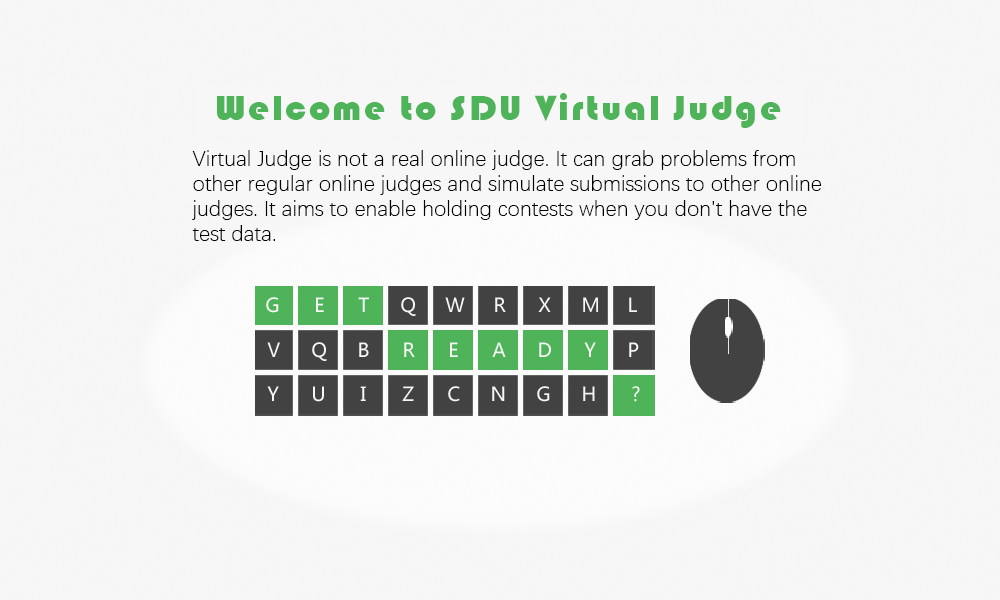 Welcome to SDU Virtual Judge
Virtual Judge is not a real online judge. It can grab problems from
other regular online judges and simulate submissions to other online
judges. It aims to enable holding contests when you don't have the
test data.
G E T Q W R X M L
V Q B R E A D Y P
Y U I Z C N G H ?